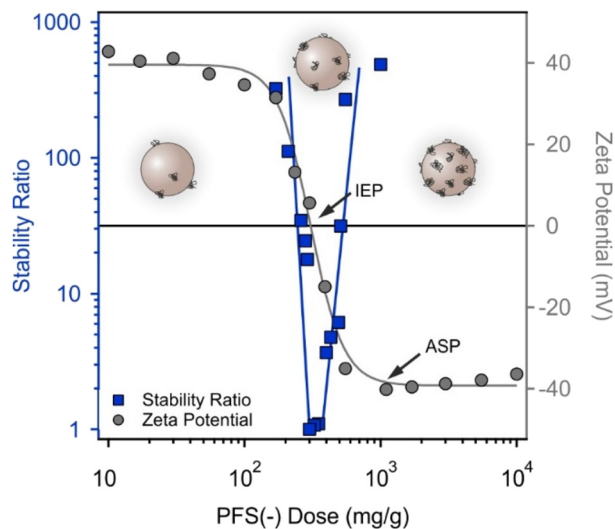 1000
100
10
1
Stability Ratio
40
20
0
-20
-40
Zeta Potential (mV)
IEP
ASP
Stability Ratio
Zeta Potential
10
10²
10³
10⁴
PFS(-) Dose (mg/g)